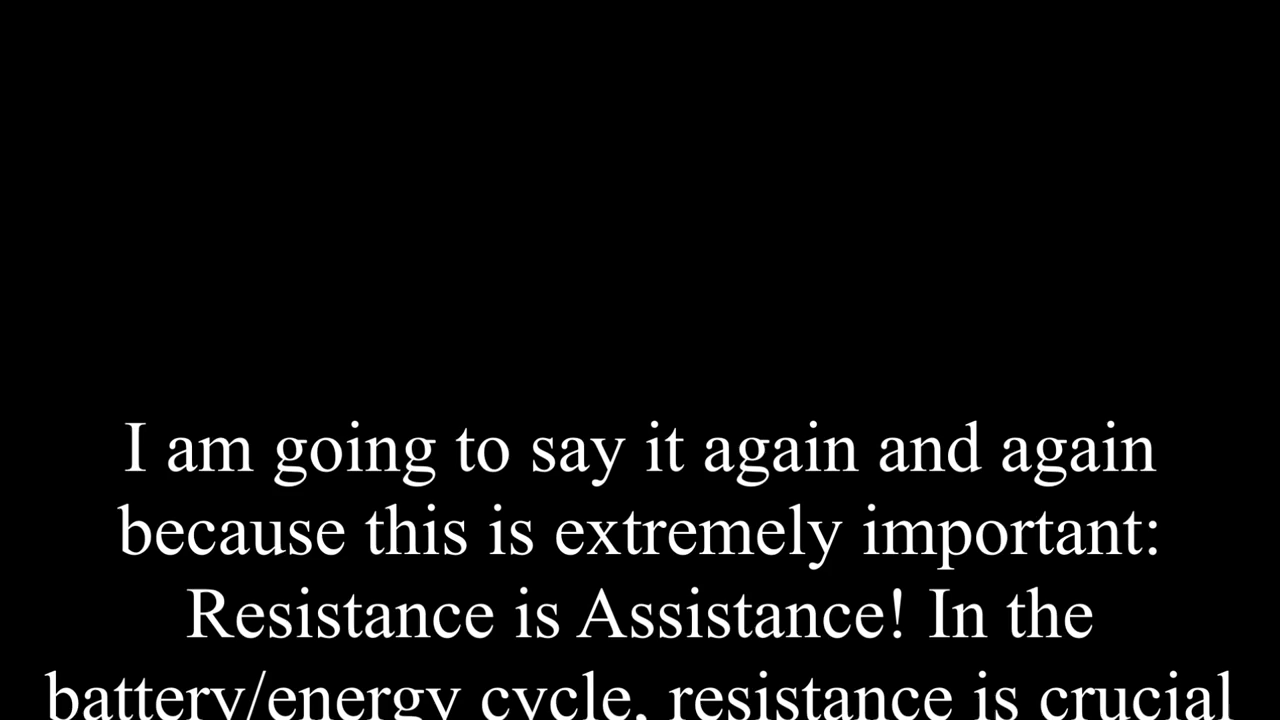 I am going to say it again and again
because this is extremely important:
Resistance is Assistance! In the
battery/energy cycle, resistance is crucial